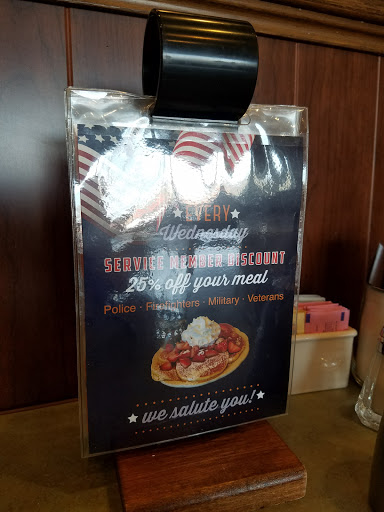 EVERY
Wednesday
SERVICE MEMBER DISCOUNT
25% off your meal
Police · Firefighters · Military · Veterans
we salute you!